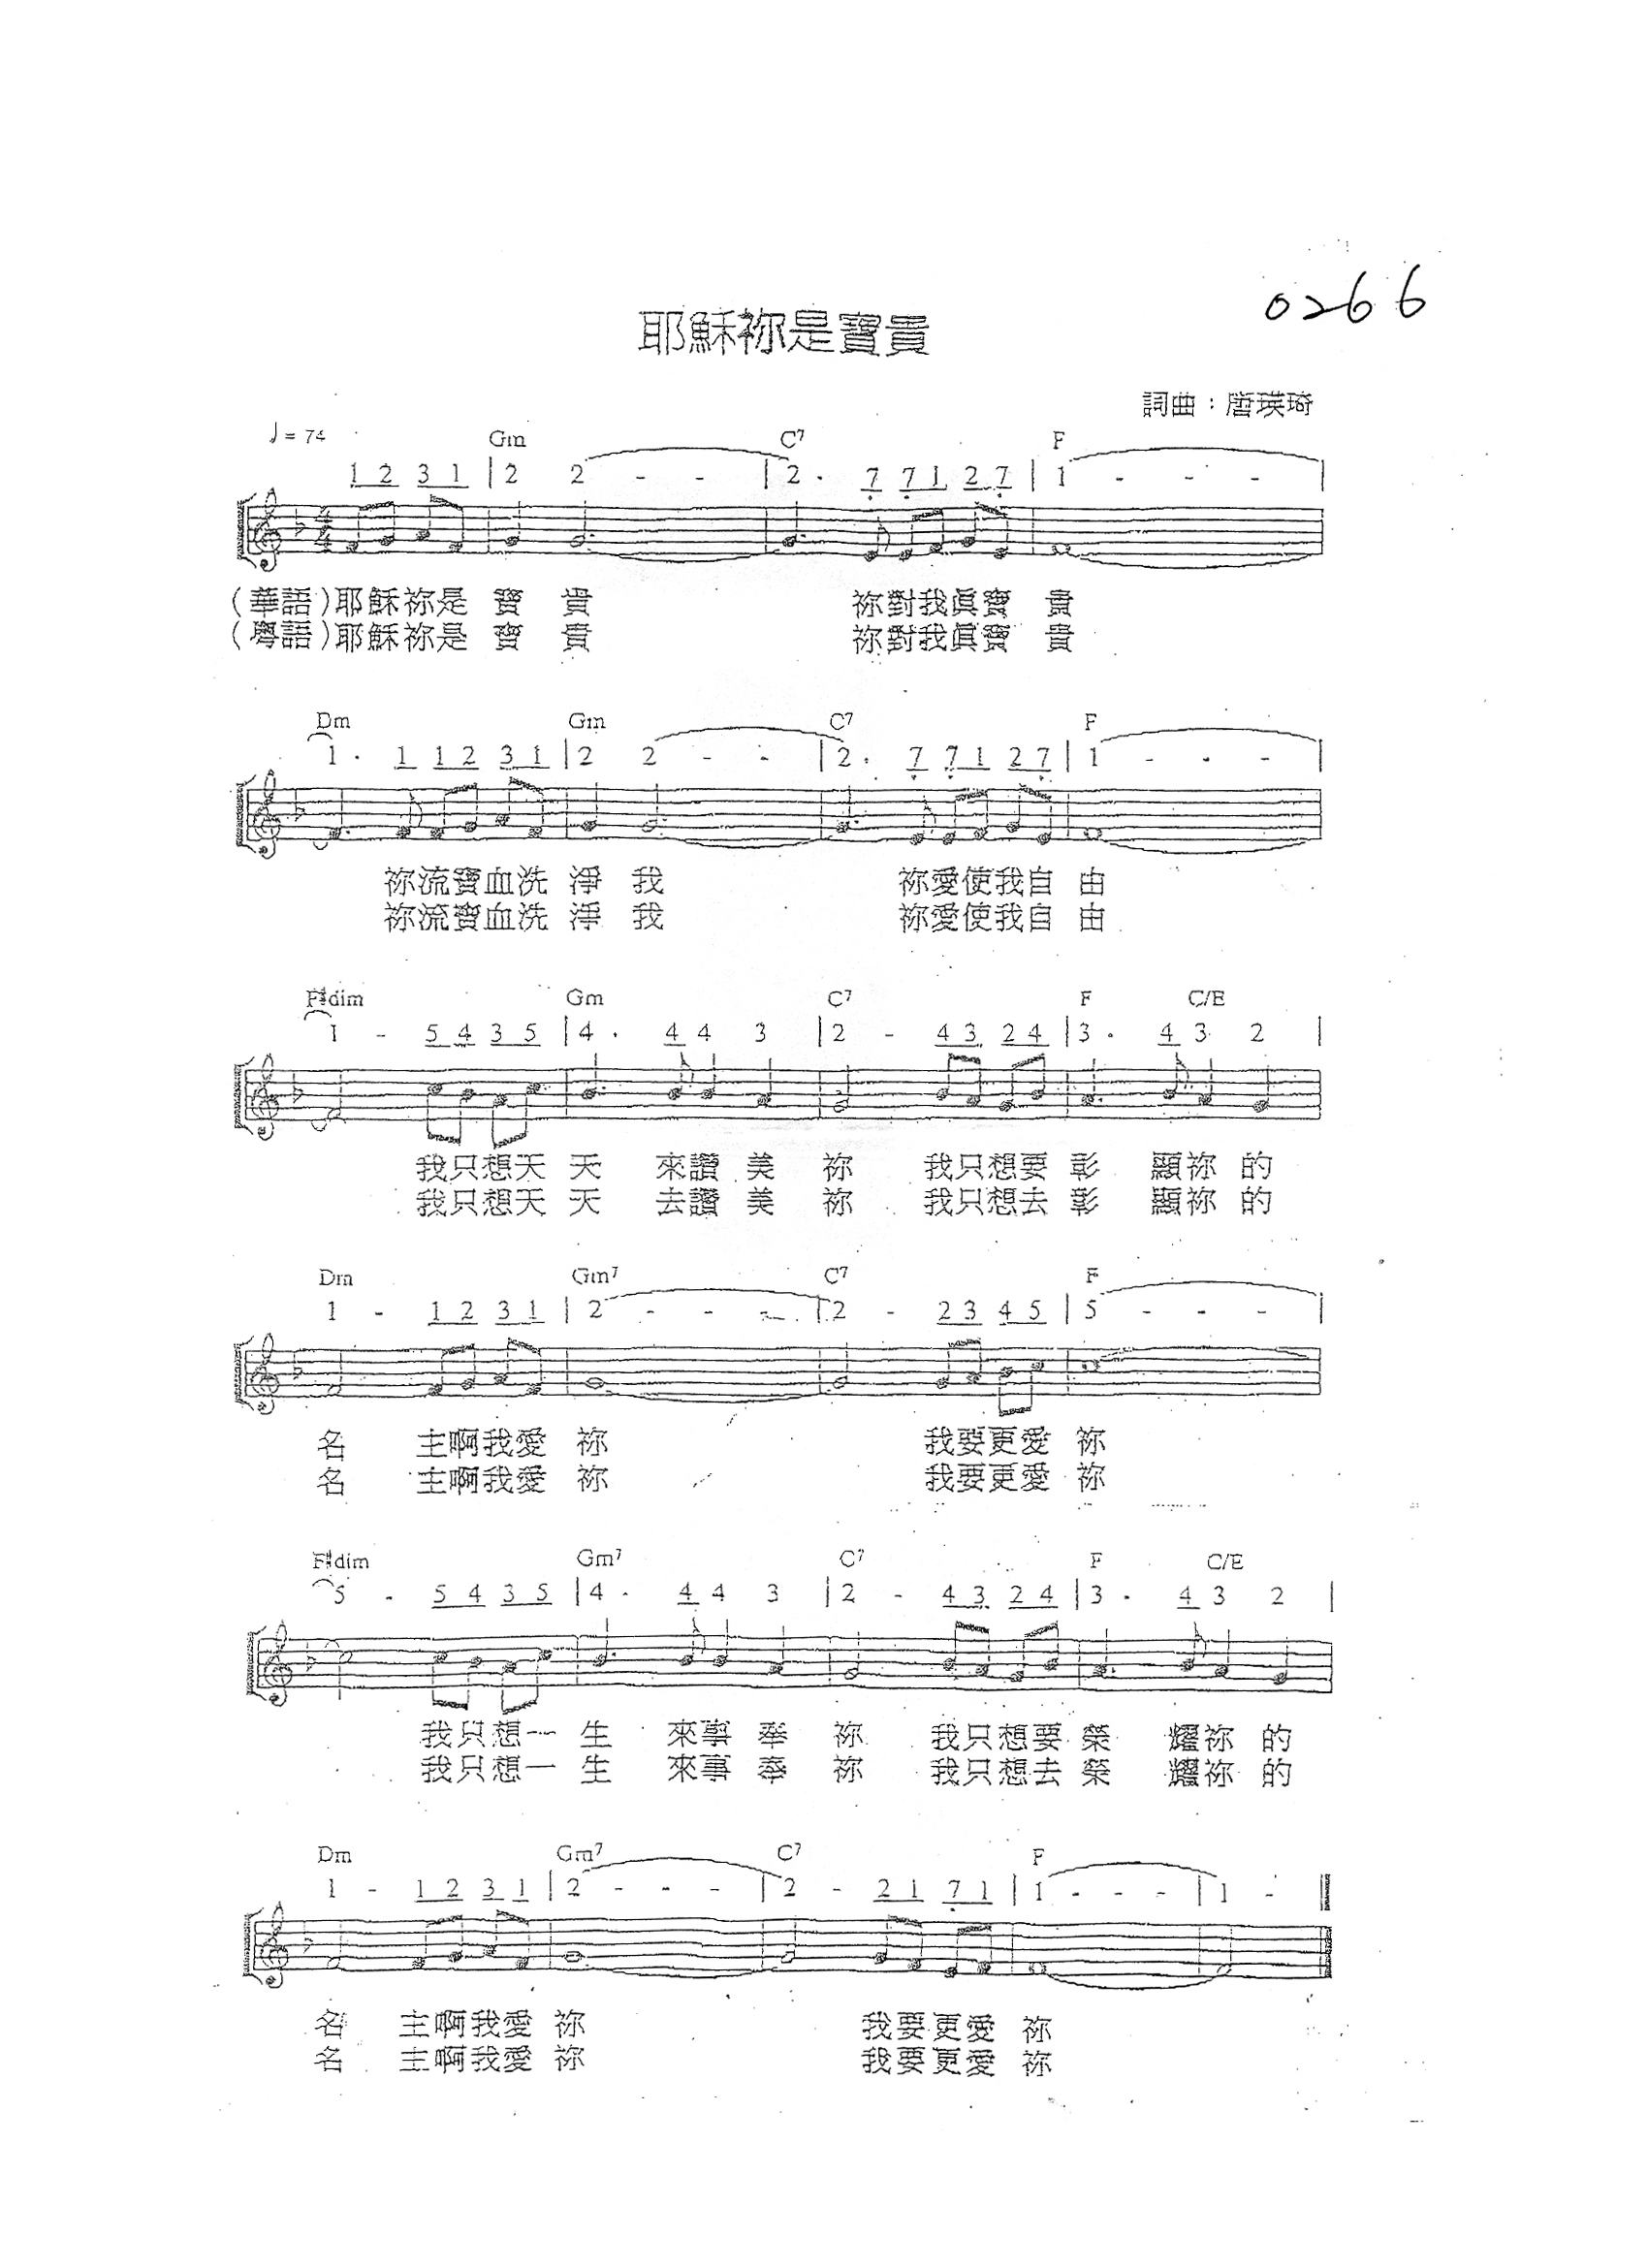 0266
耶穌祢是寶貴
詞曲：唐瑛琦
♩= 74
Gm C7 F
1 2 3 1 | 2 2 - - | 2 . 7 7 1 2 7 | 1 - - - |
(華語)耶穌祢是 寶 貴 祢對我眞寶 貴
(粵語)耶穌祢是 寶 貴 祢對我眞寶 貴
Dm Gm C7 F
1 . 1 1 2 3 1 | 2 2 - - | 2 . 7 7 1 2 7 | 1 - - - |
祢流寶血洗 淨 我 祢愛使我自 由
祢流寶血洗 淨 我 祢愛使我自 由
F#dim Gm C7 F C/E
1 - 5 4 3 5 | 4 . 4 4 3 | 2 - 4 3 2 4 | 3 . 4 3 2 |
我只想天 天 來讚 美 祢 我只想要 彰 顯祢 的
我只想天 天 去讚 美 祢 我只想去 彰 顯祢 的
Dm Gm7 C7 F
1 - 1 2 3 1 | 2 - - - | 2 - 2 3 4 5 | 5 - - - |
名 主啊我愛 祢 我要更愛 祢
名 主啊我愛 祢 我要更愛 祢
F#dim Gm7 C7 F C/E
5 - 5 4 3 5 | 4 . 4 4 3 | 2 - 4 3 2 4 | 3 . 4 3 2 |
我只想一 生 來事 奉 祢 我只想要 榮 耀祢 的
我只想一 生 來事 奉 祢 我只想去 榮 耀祢 的
Dm Gm7 C7 F
1 - 1 2 3 1 | 2 - - - | 2 - 2 1 7 1 | 1 - - - | 1 - ‖
名 主啊我愛 祢 我要更愛 祢
名 主啊我愛 祢 我要更愛 祢